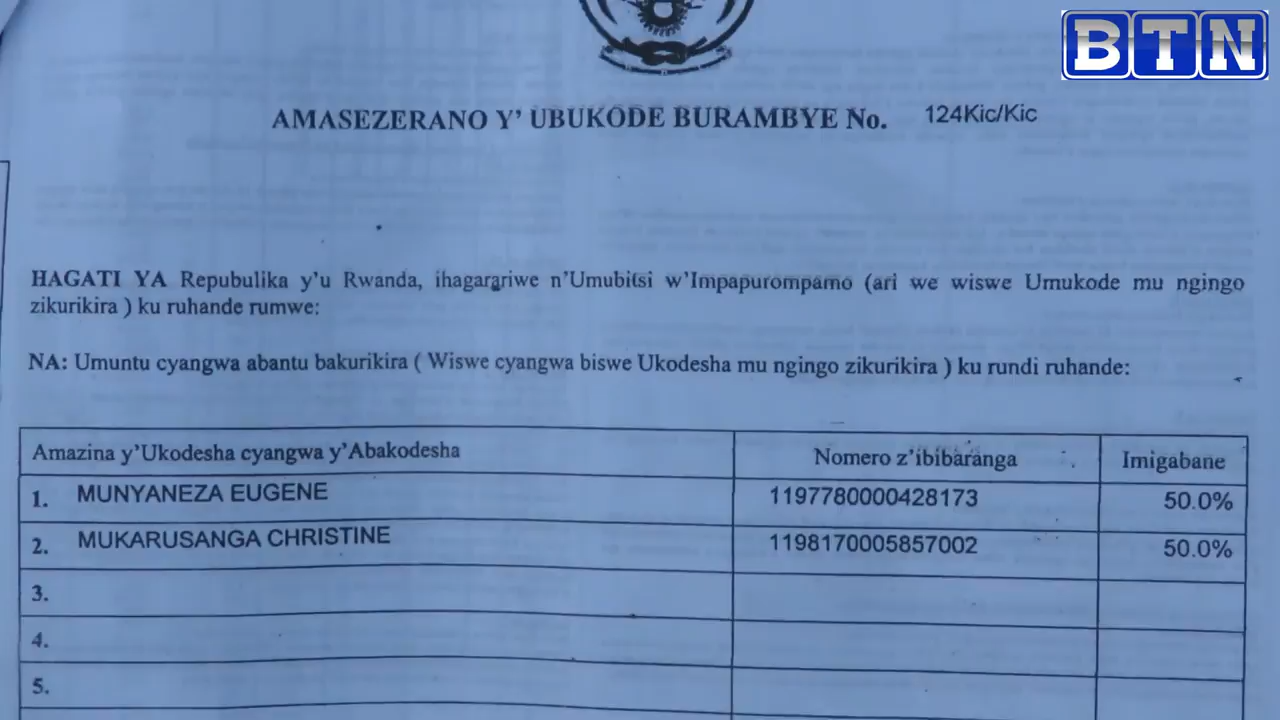 BTN
AMASEZERANO Y' UBUKODE BURAMBYE No. 124Kic/Kic
HAGATI YA Repubulika y'u Rwanda, ihagarariwe n'Umubitsi w'Impapurompamo (ari we wiswe Umukode mu ngingo
zikurikira ) ku ruhande rumwe:
NA: Umuntu cyangwa abantu bakurikira ( Wiswe cyangwa biswe Ukodesha mu ngingo zikurikira ) ku rundi ruhande:
Amazina y'Ukodesha cyangwa y'Abakodesha Nomero z'ibibaranga Imigabane
1. MUNYANEZA EUGENE 1197780000428173 50.0%
2. MUKARUSANGA CHRISTINE 1198170005857002 50.0%
3.
4.
5.